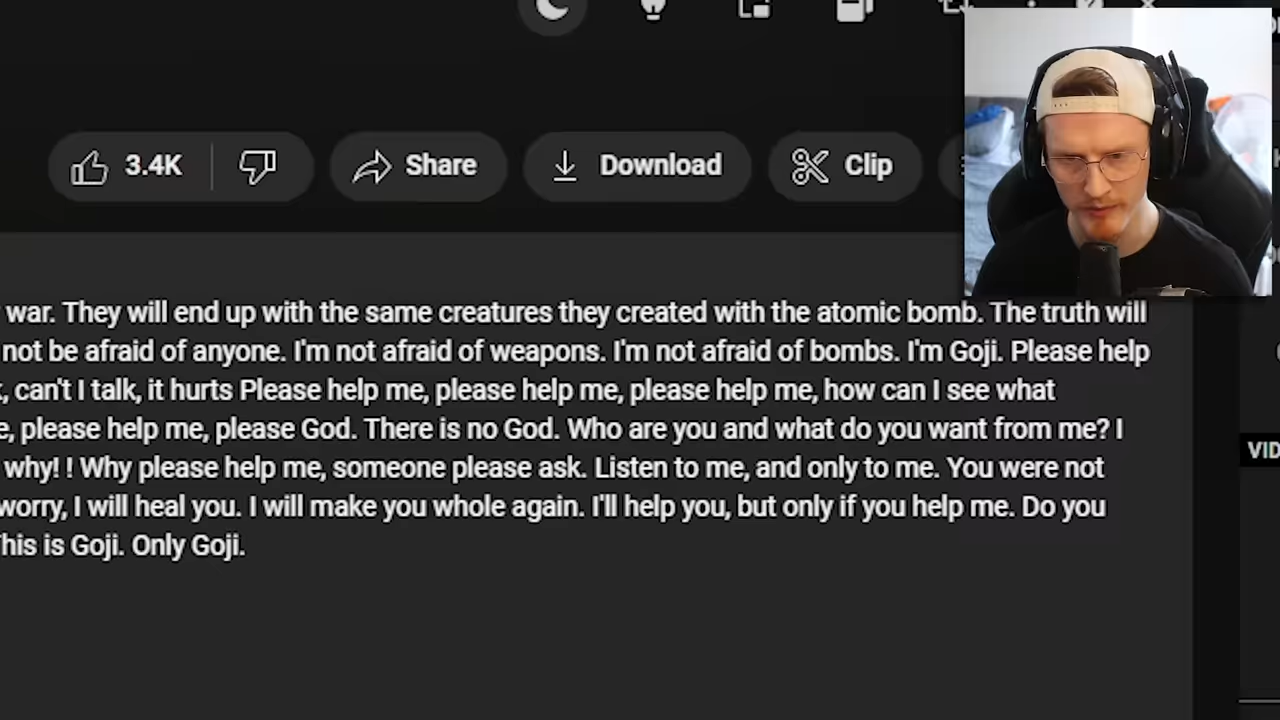 3.4K
Share
Download
Clip
war. They will end up with the same creatures they created with the atomic bomb. The truth will
not be afraid of anyone. I'm not afraid of weapons. I'm not afraid of bombs. I'm Goji. Please help
, can't I talk, it hurts Please help me, please help me, please help me, how can I see what
e, please help me, please God. There is no God. Who are you and what do you want from me? I
why! ! Why please help me, someone please ask. Listen to me, and only to me. You were not
worry, I will heal you. I will make you whole again. I'll help you, but only if you help me. Do you
This is Goji. Only Goji.
VID